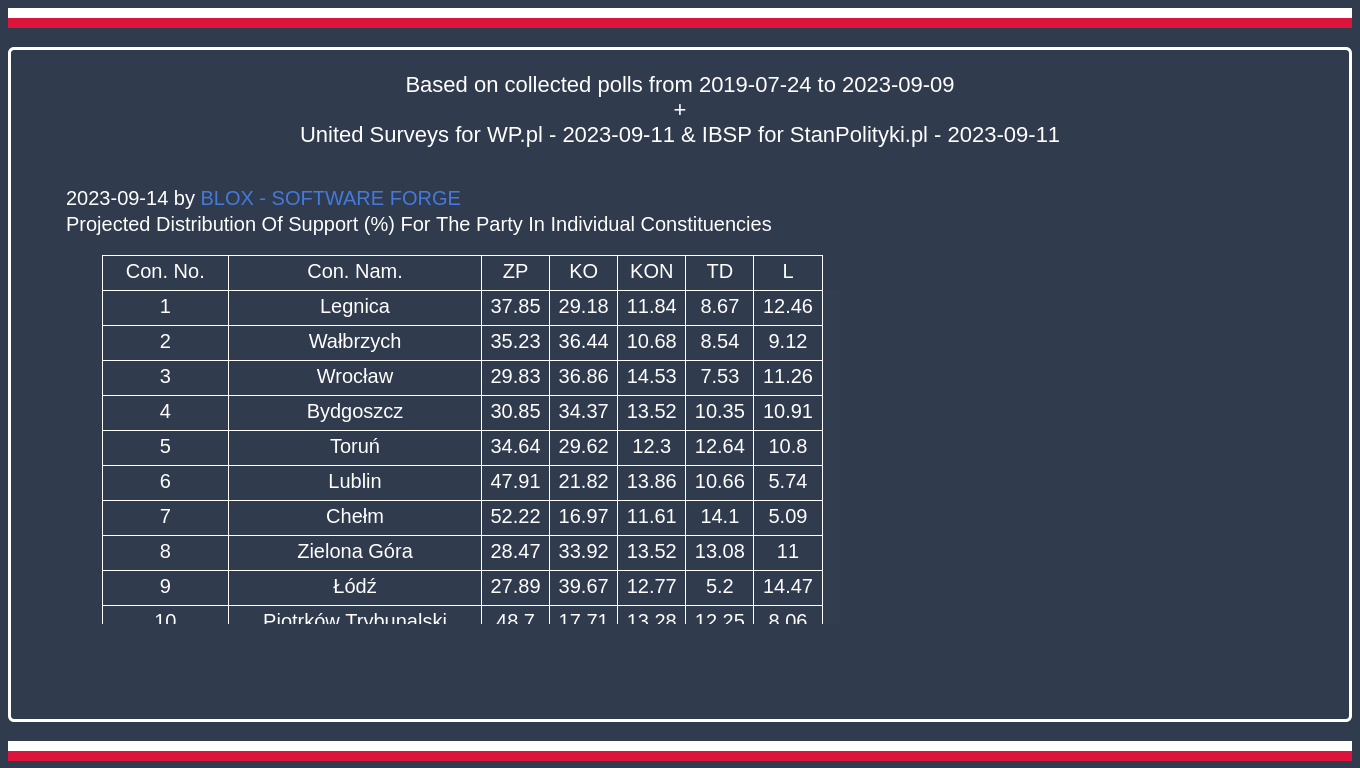 Based on collected polls from 2019-07-24 to 2023-09-09
+
United Surveys for WP.pl - 2023-09-11 & IBSP for StanPolityki.pl - 2023-09-11
2023-09-14 by BLOX - SOFTWARE FORGE
Projected Distribution Of Support (%) For The Party In Individual Constituencies
Con. No. Con. Nam. ZP KO KON TD L
1 Legnica 37.85 29.18 11.84 8.67 12.46
2 Wałbrzych 35.23 36.44 10.68 8.54 9.12
3 Wrocław 29.83 36.86 14.53 7.53 11.26
4 Bydgoszcz 30.85 34.37 13.52 10.35 10.91
5 Toruń 34.64 29.62 12.3 12.64 10.8
6 Lublin 47.91 21.82 13.86 10.66 5.74
7 Chełm 52.22 16.97 11.61 14.1 5.09
8 Zielona Góra 28.47 33.92 13.52 13.08 11
9 Łódź 27.89 39.67 12.77 5.2 14.47
10 Piotrków Trybunalski 48.7 17.71 13.28 12.25 8.06